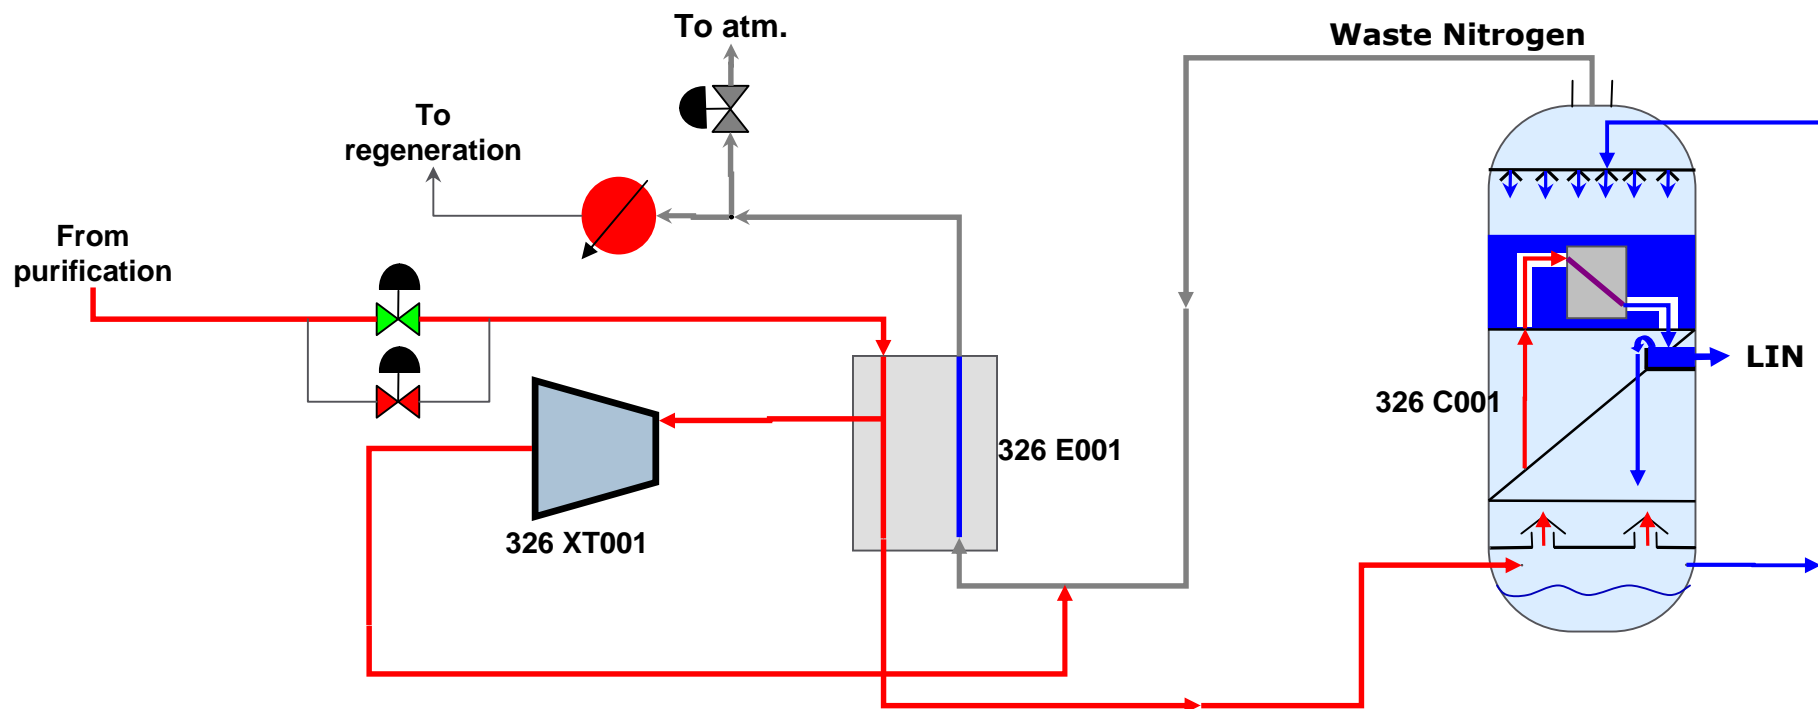 To atm.
Waste Nitrogen
To
regeneration
From
purification
LIN
326 C001
326 E001
326 XT001